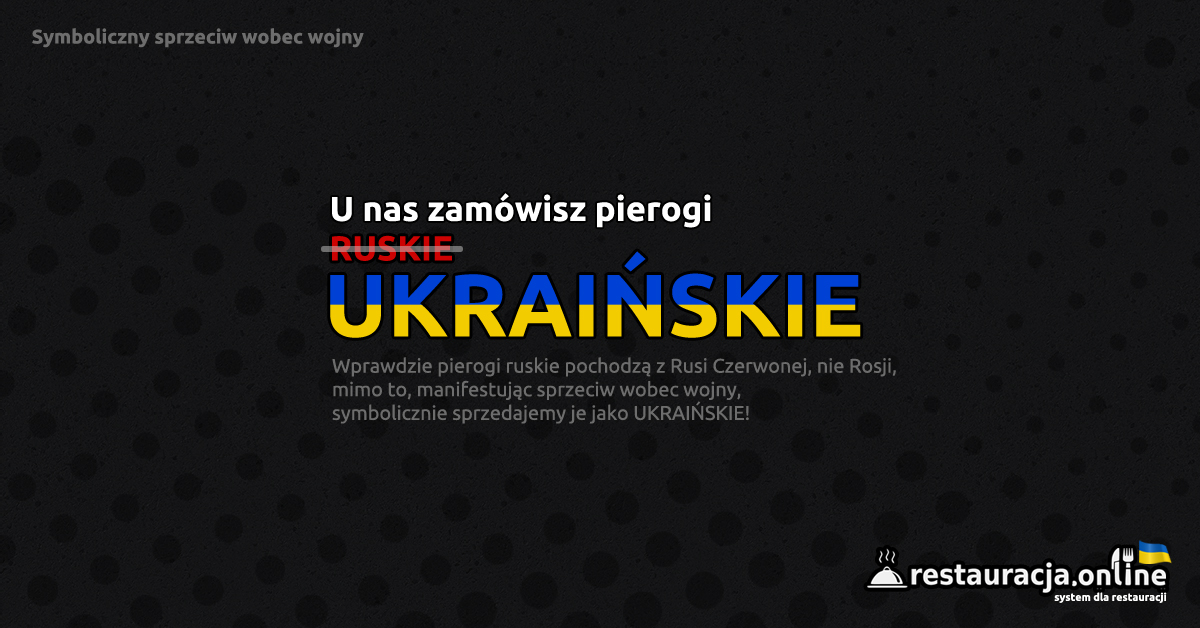 Symboliczny sprzeciw wobec wojny
U nas zamówisz pierogi
RUSKIE
UKRAIŃSKIE
Wprawdzie pierogi ruskie pochodzą z Rusi Czerwonej, nie Rosji,
mimo to, manifestując sprzeciw wobec wojny,
symbolicznie sprzedajemy je jako UKRAIŃSKIE!
restauracja.online
system dla restauracji